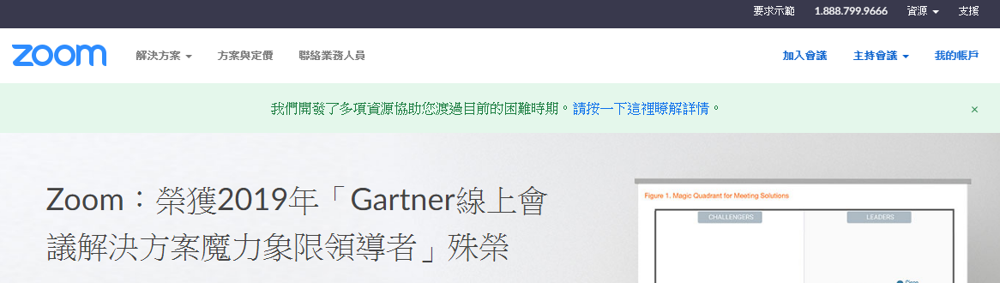 要求示範 1.888.799.9666 資源 支援
zoom 解決方案 方案與定價 聯絡業務人員 加入會議 主持會議 我的帳戶
我們開發了多項資源協助您渡過目前的困難時期。請按一下這裡瞭解詳情。 ×
Zoom：榮獲2019年「Gartner線上會
議解決方案魔力象限領導者」殊榮
Figure 1. Magic Quadrant for Meeting Solutions
CHALLENGERS LEADERS
Cisco